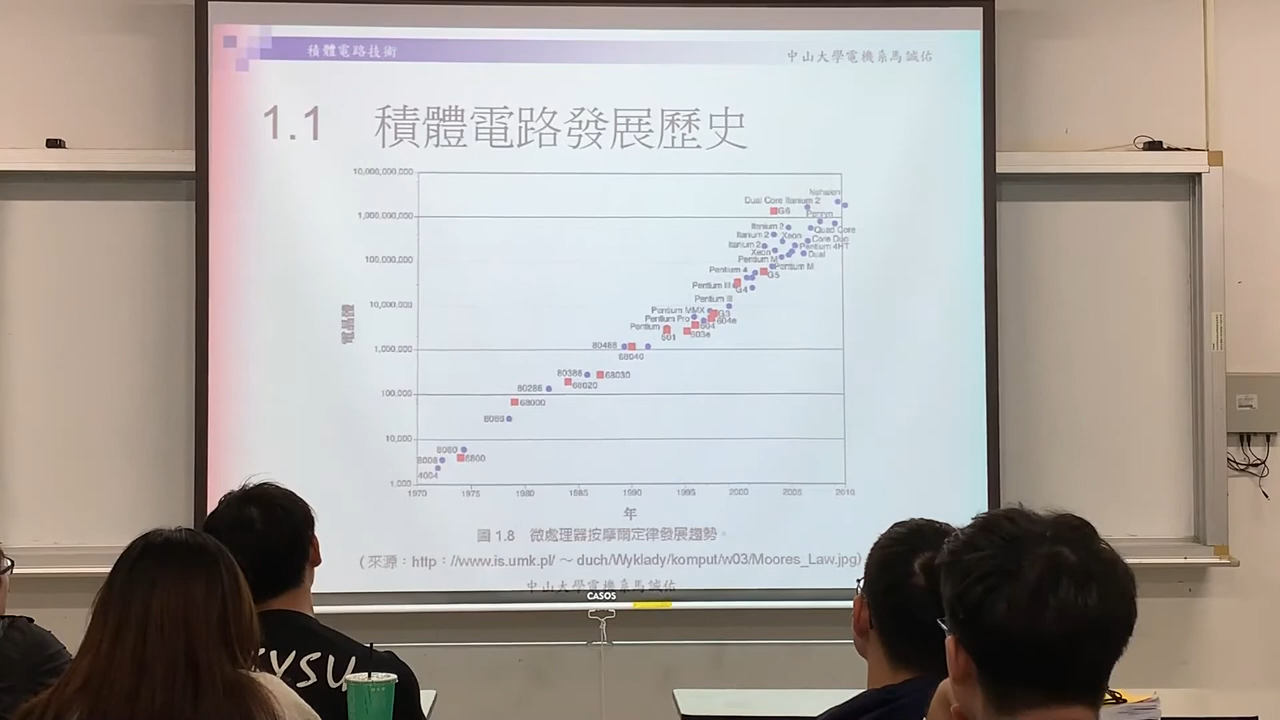 積體電路技術
中山大學電機系馬誠佑
1.1 積體電路發展歷史
10,000,000,000
1,000,000,000
100,000,000
10,000,000
1,000,000
100,000
10,000
1,000
電晶體
Nehalem
Dual Core Itanium 2
G6
Penryn
Itanium 2
Quad Core
Itanium 2
Xeon
Core Duo
Itanium 2
Pentium 4HT
Xeon
Dual
Pentium M
Pentium M
Pentium 4
G5
Pentium III
G4
Pentium II
Pentium MMX
G3
Pentium Pro
604e
Pentium
604
601
603e
80486
68040
80386
68030
68020
80286
68000
8086
8080
6800
8008
4004
1970 1975 1980 1985 1990 1995 2000 2005 2010
年
圖 1.8 微處理器按摩爾定律發展趨勢。
(來源:http://www.is.umk.pl/~duch/Wyklady/komput/w03/Moores_Law.jpg)
中山大學電機系馬誠佑
CASOS